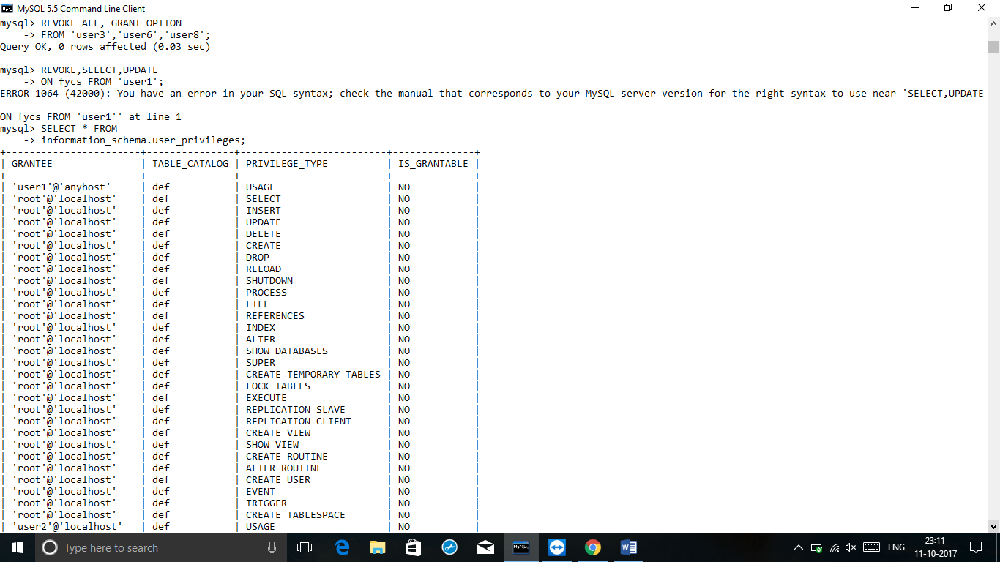 MySQL 5.5 Command Line Client
mysql> REVOKE ALL, GRANT OPTION
    -> FROM 'user3','user6','user8';
Query OK, 0 rows affected (0.03 sec)
mysql> REVOKE,SELECT,UPDATE
    -> ON fycs FROM 'user1';
ERROR 1064 (42000): You have an error in your SQL syntax; check the manual that corresponds to your MySQL server version for the right syntax to use near 'SELECT,UPDATE
ON fycs FROM 'user1'' at line 1
mysql> SELECT * FROM
    -> information_schema.user_privileges;
+-----------------------+---------------+-------------------------+--------------+
| GRANTEE | TABLE_CATALOG | PRIVILEGE_TYPE | IS_GRANTABLE |
+-----------------------+---------------+-------------------------+--------------+
| 'user1'@'anyhost' | def | USAGE | NO |
| 'root'@'localhost' | def | SELECT | NO |
| 'root'@'localhost' | def | INSERT | NO |
| 'root'@'localhost' | def | UPDATE | NO |
| 'root'@'localhost' | def | DELETE | NO |
| 'root'@'localhost' | def | CREATE | NO |
| 'root'@'localhost' | def | DROP | NO |
| 'root'@'localhost' | def | RELOAD | NO |
| 'root'@'localhost' | def | SHUTDOWN | NO |
| 'root'@'localhost' | def | PROCESS | NO |
| 'root'@'localhost' | def | FILE | NO |
| 'root'@'localhost' | def | REFERENCES | NO |
| 'root'@'localhost' | def | INDEX | NO |
| 'root'@'localhost' | def | ALTER | NO |
| 'root'@'localhost' | def | SHOW DATABASES | NO |
| 'root'@'localhost' | def | SUPER | NO |
| 'root'@'localhost' | def | CREATE TEMPORARY TABLES | NO |
| 'root'@'localhost' | def | LOCK TABLES | NO |
| 'root'@'localhost' | def | EXECUTE | NO |
| 'root'@'localhost' | def | REPLICATION SLAVE | NO |
| 'root'@'localhost' | def | REPLICATION CLIENT | NO |
| 'root'@'localhost' | def | CREATE VIEW | NO |
| 'root'@'localhost' | def | SHOW VIEW | NO |
| 'root'@'localhost' | def | CREATE ROUTINE | NO |
| 'root'@'localhost' | def | ALTER ROUTINE | NO |
| 'root'@'localhost' | def | CREATE USER | NO |
| 'root'@'localhost' | def | EVENT | NO |
| 'root'@'localhost' | def | TRIGGER | NO |
| 'root'@'localhost' | def | CREATE TABLESPACE | NO |
| 'user2'@'localhost' | def | USAGE | NO |
Type here to search
ENG
23:11
11-10-2017